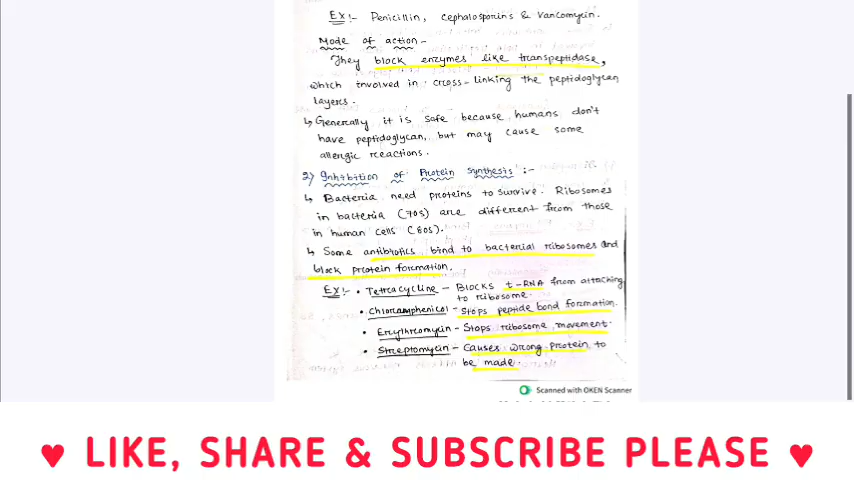 Ex:- Penicillin, cephalosporins & vancomycin.
Mode of action -
They block enzymes like transpeptidase,
which involved in cross-linking the peptidoglycan
layers.
↳ Generally it is safe because humans don't
have peptidoglycan, but may cause some
allergic reactions.
2) Inhibition of Protein synthesis :-
↳ Bacteria need proteins to survive. Ribosomes
in bacteria (70s) are different from those
in human cells (80s).
↳ Some antibiotics bind to bacterial ribosomes and
block protein formation.
Ex:- • Tetracycline - Blocks t-RNA from attaching
to ribosome.
• Chloramphenicol - Stops peptide bond formation.
• Erythromycin - Stops ribosome movement.
• Streptomycin - Causes wrong protein to
be made.
Scanned with OKEN Scanner
♥ LIKE, SHARE & SUBSCRIBE PLEASE ♥